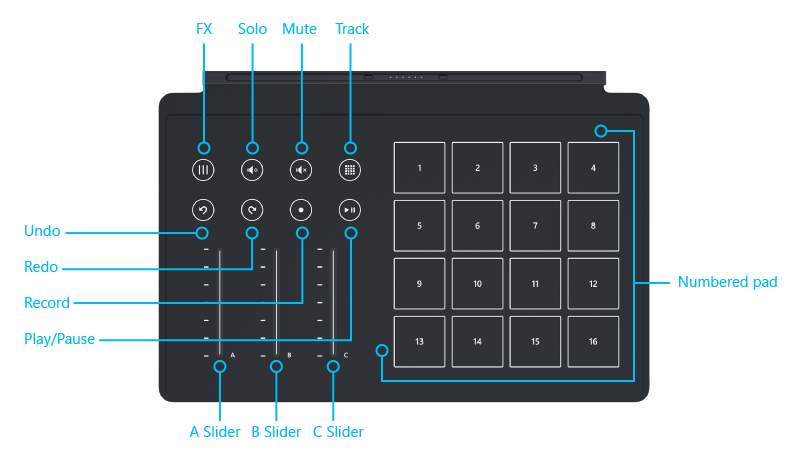 FX Solo Mute Track
1 2 3 4
Undo
5 6 7 8
Redo
Numbered pad
9 10 11 12
Record
Play/Pause
13 14 15 16
A B C
A Slider B Slider C Slider